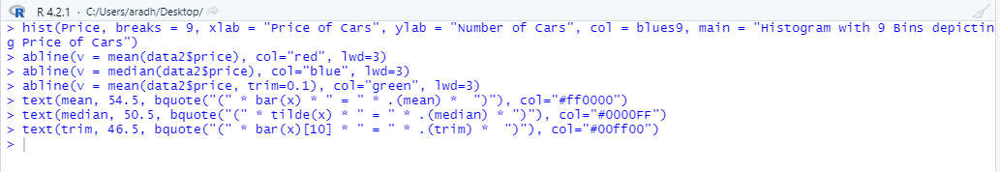 R 4.2.1 · C:/Users/aradh/Desktop/
> hist(Price, breaks = 9, xlab = "Price of Cars", ylab = "Number of Cars", col = blues9, main = "Histogram with 9 Bins depictin
g Price of Cars")
> abline(v = mean(data2$price), col="red", lwd=3)
> abline(v = median(data2$price), col="blue", lwd=3)
> abline(v = mean(data2$price, trim=0.1), col="green", lwd=3)
> text(mean, 54.5, bquote("(" * bar(x) * " = " * .(mean) *  ")"), col="#ff0000")
> text(median, 50.5, bquote("(" * tilde(x) * " = " * .(median) * ")"), col="#0000FF")
> text(trim, 46.5, bquote("(" * bar(x)[10] * " = " * .(trim) *  ")"), col="#00ff00")
>